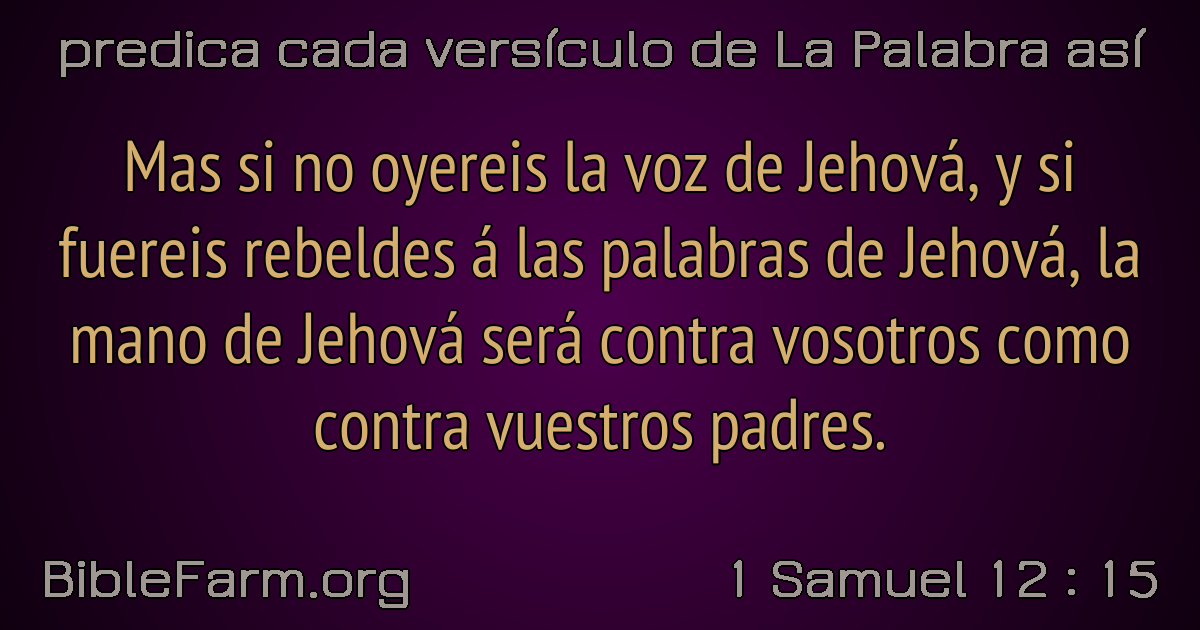 predica cada versículo de La Palabra así
Mas si no oyereis la voz de Jehová, y si
fuereis rebeldes á las palabras de Jehová, la
mano de Jehová será contra vosotros como
contra vuestros padres.
BibleFarm.org
1 Samuel 12 : 15